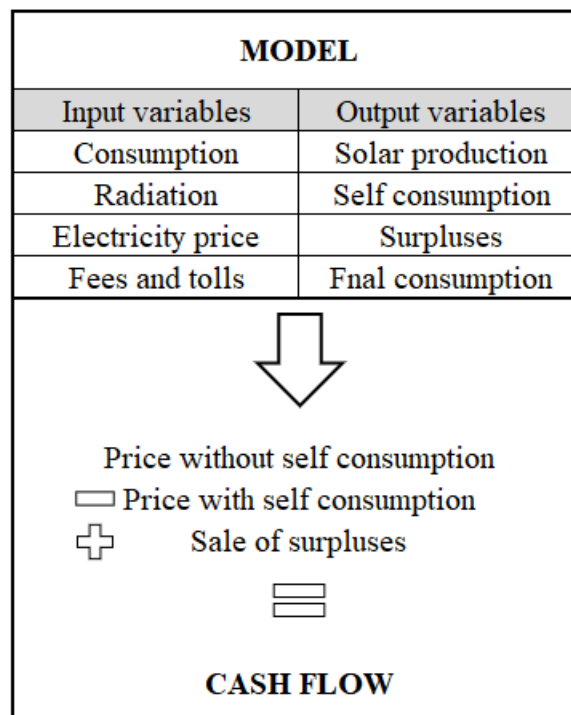 MODEL
Input variables Output variables
Consumption Solar production
Radiation Self consumption
Electricity price Surpluses
Fees and tolls Fnal consumption
Price without self consumption
Price with self consumption
Sale of surpluses
CASH FLOW